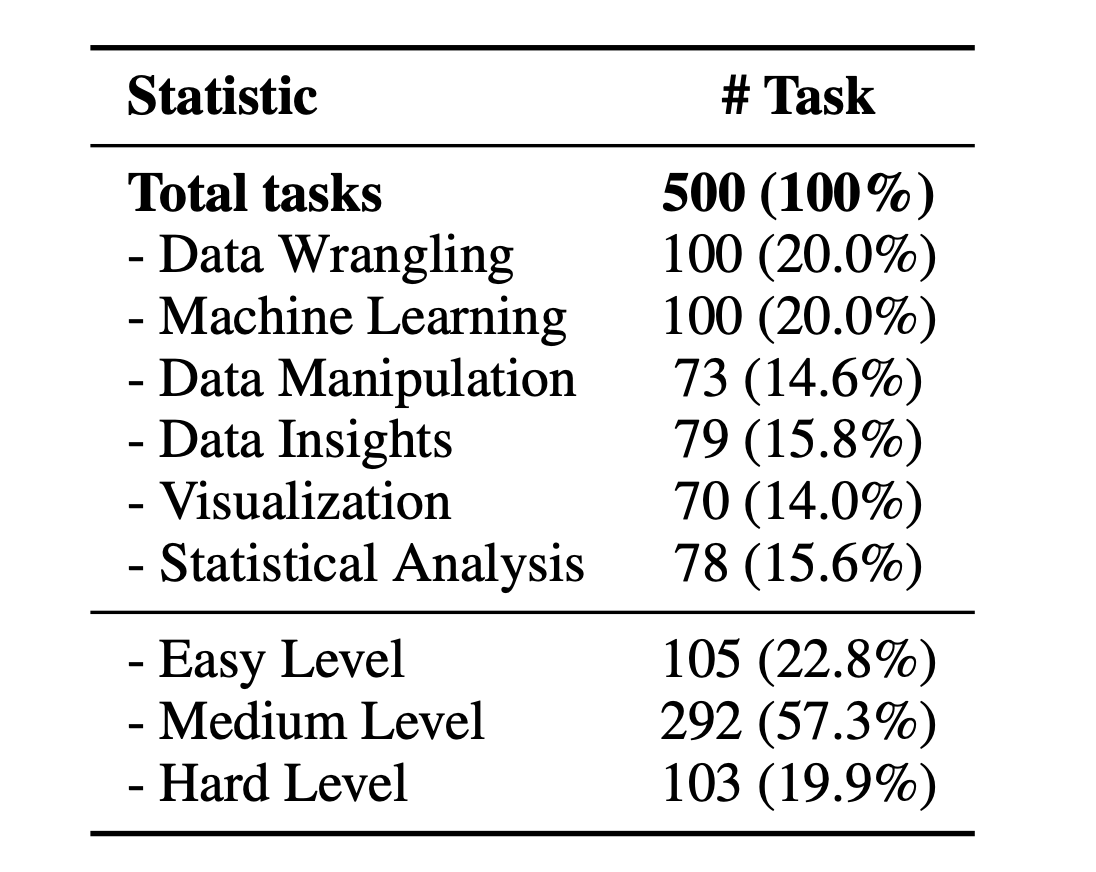 Statistic # Task
Total tasks 500 (100%)
- Data Wrangling 100 (20.0%)
- Machine Learning 100 (20.0%)
- Data Manipulation 73 (14.6%)
- Data Insights 79 (15.8%)
- Visualization 70 (14.0%)
- Statistical Analysis 78 (15.6%)
- Easy Level 105 (22.8%)
- Medium Level 292 (57.3%)
- Hard Level 103 (19.9%)